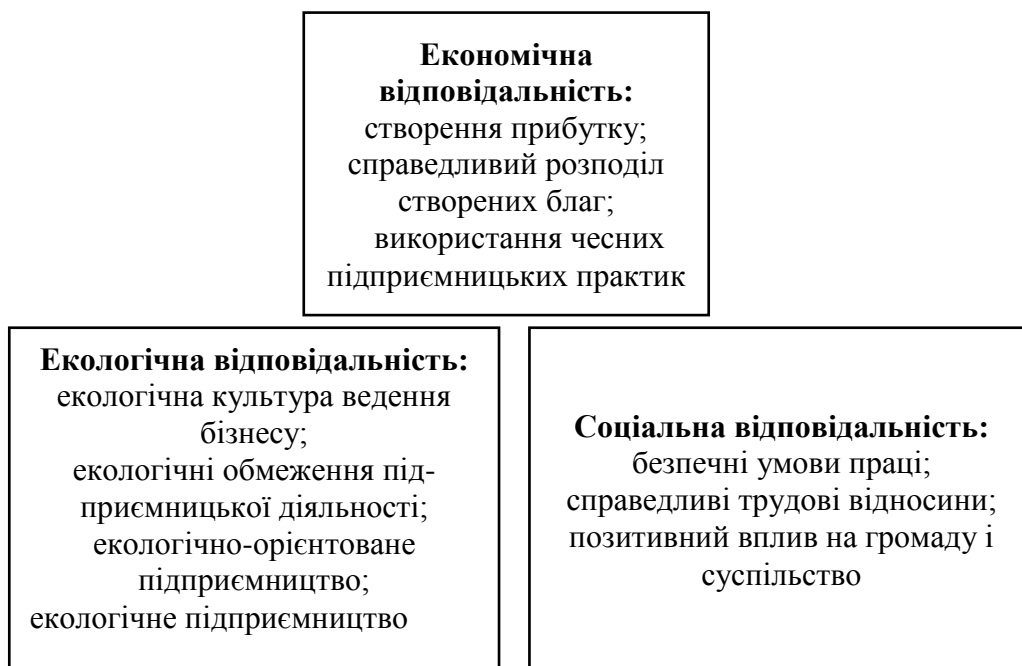 Економічна
відповідальність:
створення прибутку;
справедливий розподіл
створених благ;
використання чесних
підприємницьких практик
Екологічна відповідальність:
екологічна культура ведення
бізнесу;
екологічні обмеження під-
приємницької діяльності;
екологічно-орієнтоване
підприємництво;
екологічне підприємництво
Соціальна відповідальність:
безпечні умови праці;
справедливі трудові відносини;
позитивний вплив на громаду і
суспільство